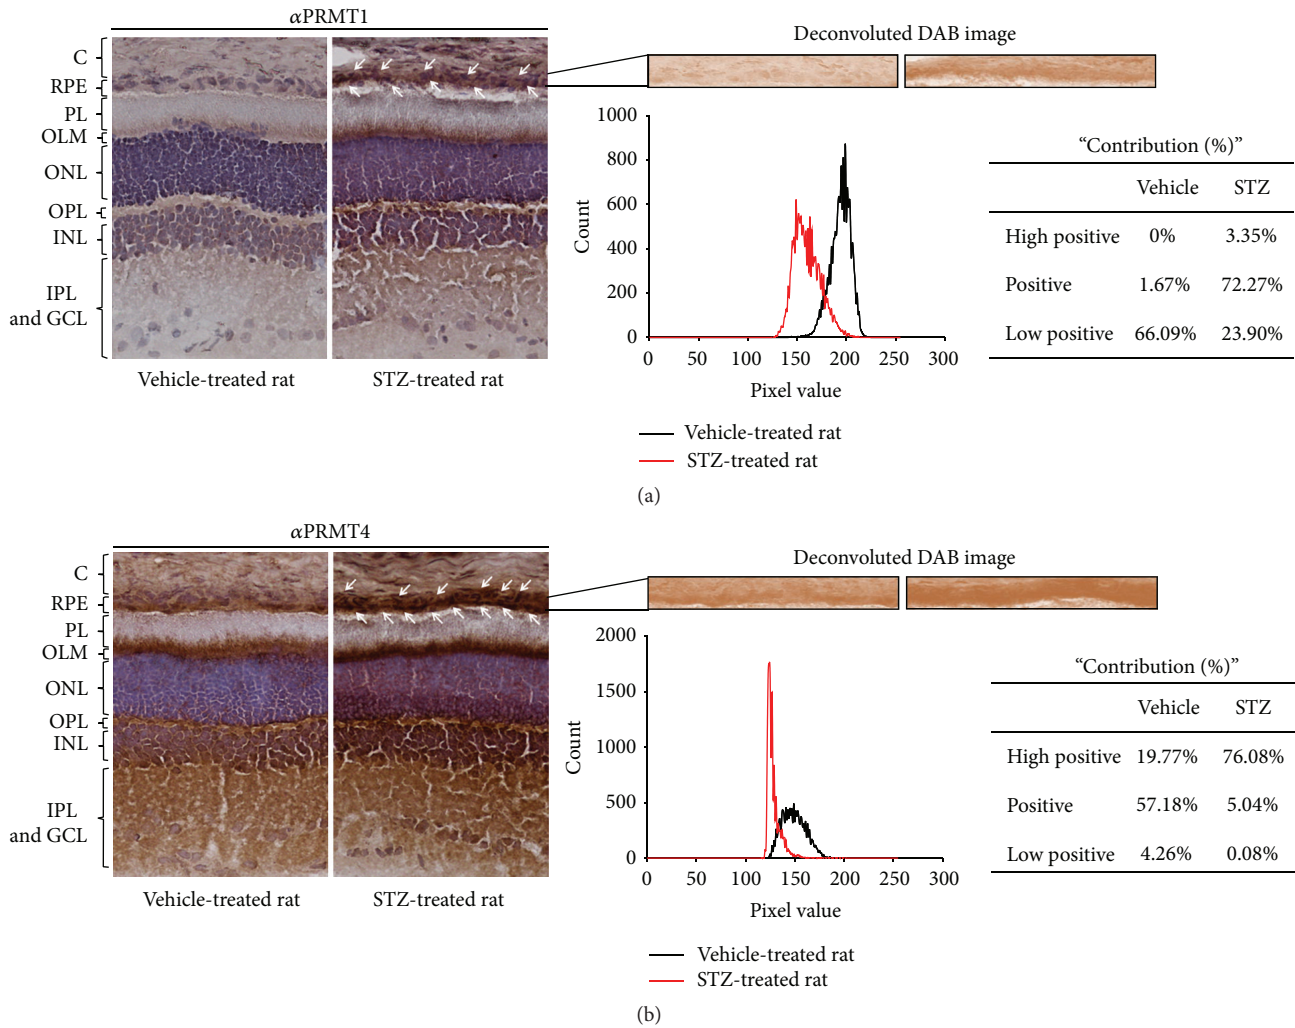 αPRMT1
C
RPE
PL
OLM
ONL
OPL
INL
IPL
and GCL
Vehicle-treated rat
STZ-treated rat
Deconvoluted DAB image
1000
800
600
400
200
0
Count
0 50 100 150 200 250 300
Pixel value
Vehicle-treated rat
STZ-treated rat
“Contribution (%)”
Vehicle STZ
High positive 0% 3.35%
Positive 1.67% 72.27%
Low positive 66.09% 23.90%
(a)
αPRMT4
C
RPE
PL
OLM
ONL
OPL
INL
IPL
and GCL
Vehicle-treated rat
STZ-treated rat
Deconvoluted DAB image
2000
1500
1000
500
0
Count
0 50 100 150 200 250 300
Pixel value
Vehicle-treated rat
STZ-treated rat
“Contribution (%)”
Vehicle STZ
High positive 19.77% 76.08%
Positive 57.18% 5.04%
Low positive 4.26% 0.08%
(b)